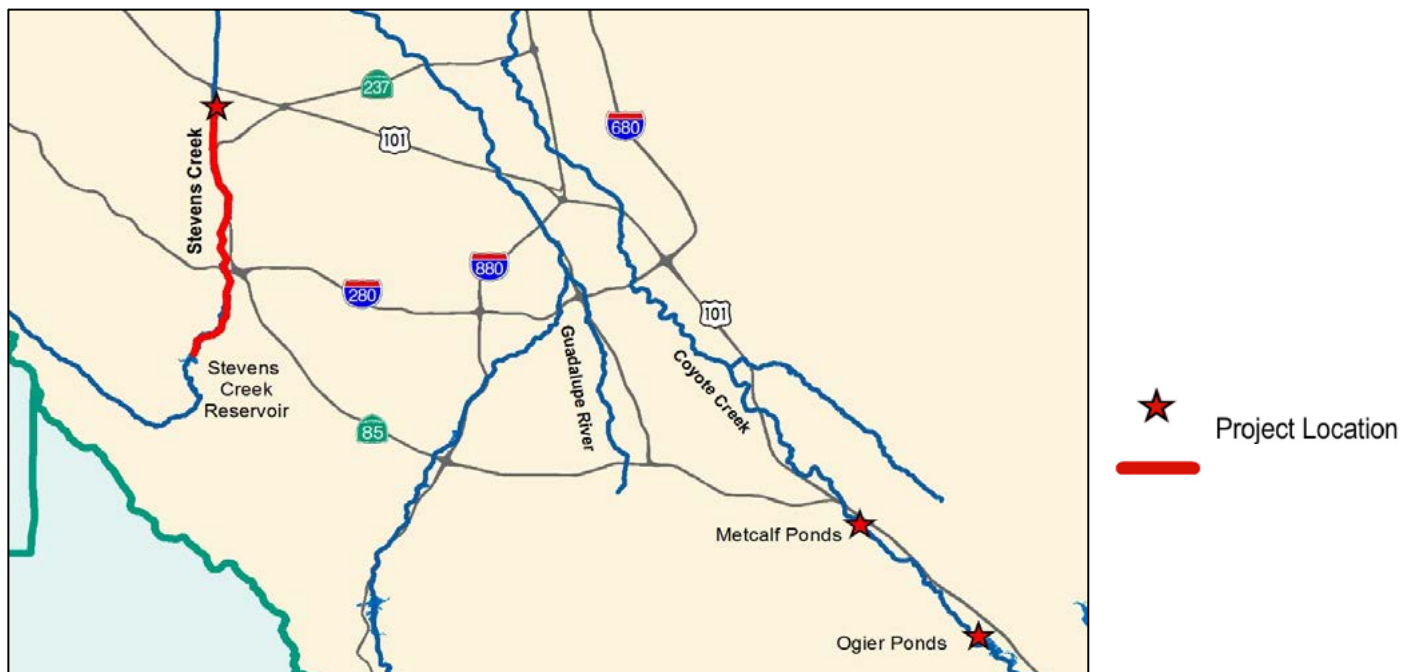 237
101
680
Stevens Creek
880
280
101
Stevens
Creek
Reservoir
Guadalupe River
Coyote Creek
85
Project Location
Metcalf Ponds
Ogier Ponds